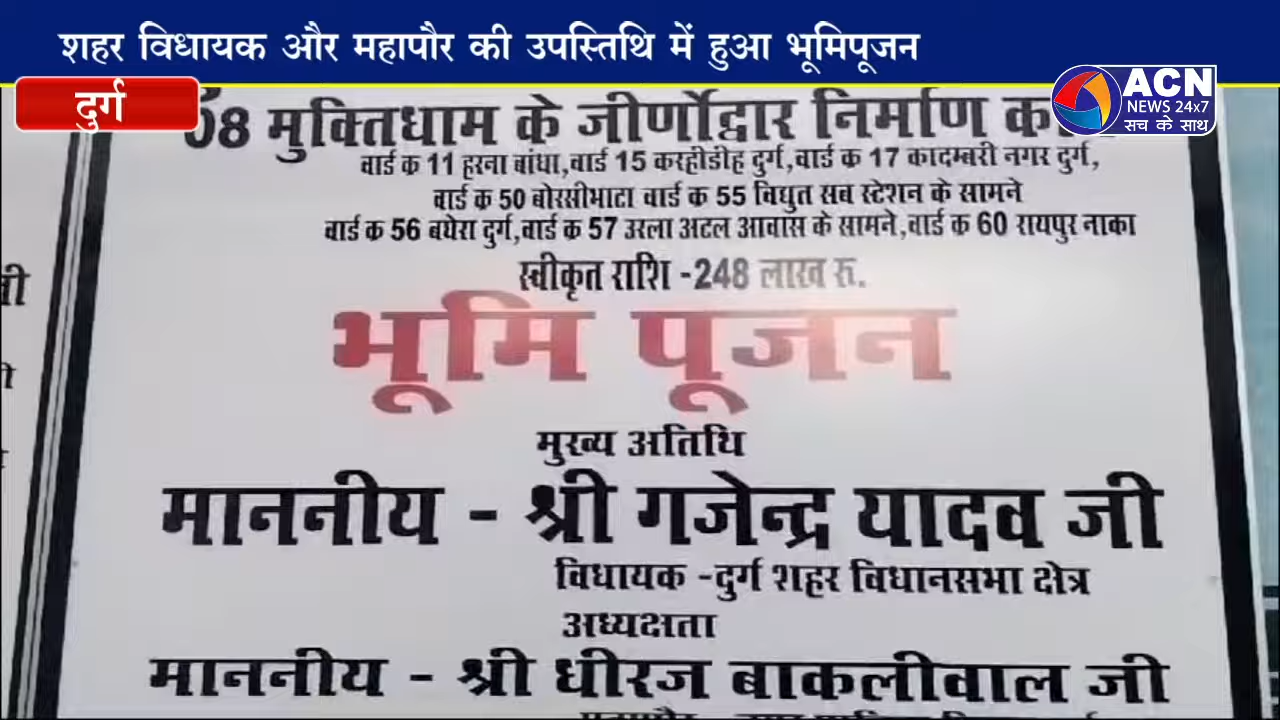 शहर विधायक और महापौर की उपस्तिथि में हुआ भूमिपूजन
दुर्ग
ACN
NEWS 24x7
सच के साथ
08 मुक्तिधाम के जीर्णोद्वार निर्माण
वार्ड क 11 हरना बांधा,वार्ड 15 करहीडीह दुर्ग,वार्ड क 17 कादम्बरी नगर दुर्ग,
वार्ड क 50 बोरसीभाटा वार्ड क 55 विधुत सब स्टेशन के सामने
वार्ड क 56 बघेरा दुर्ग,वार्ड क 57 उरला अटल आवास के सामने,वार्ड क 60 रायपुर नाका
स्वीकृत राशि -248 लाख रु.
भूमि पूजन
मुख्य अतिथि
माननीय - श्री गजेन्द्र यादव जी
विधायक -दुर्ग शहर विधानसभा क्षेत्र
अध्यक्षता
माननीय - श्री धीरज बाकलीवाल जी